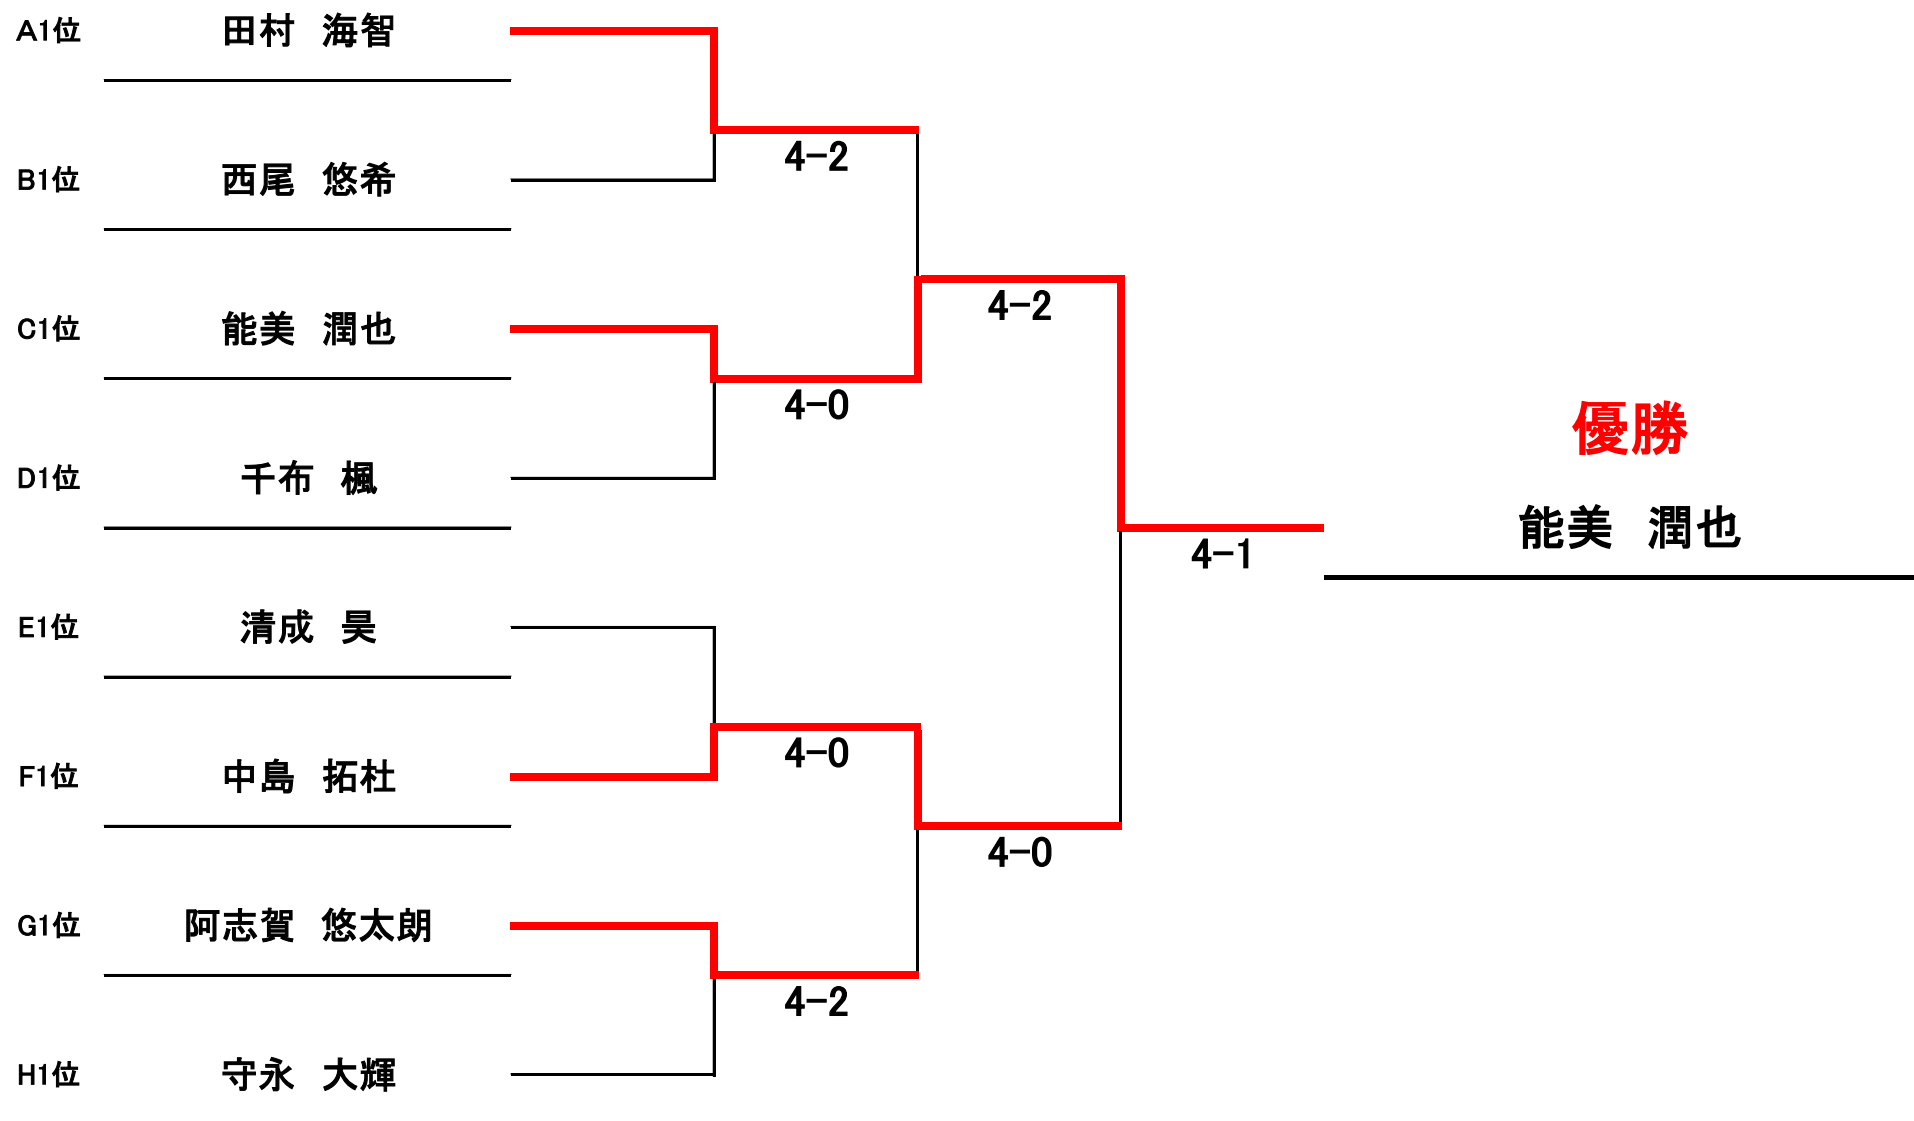 A1位 田村 海智
4-2
B1位 西尾 悠希
4-2
C1位 能美 潤也
4-0
優勝
D1位 千布 楓
能美 潤也
4-1
E1位 清成 昊
4-0
F1位 中島 拓杜
4-0
G1位 阿志賀 悠太朗
4-2
H1位 守永 大輝